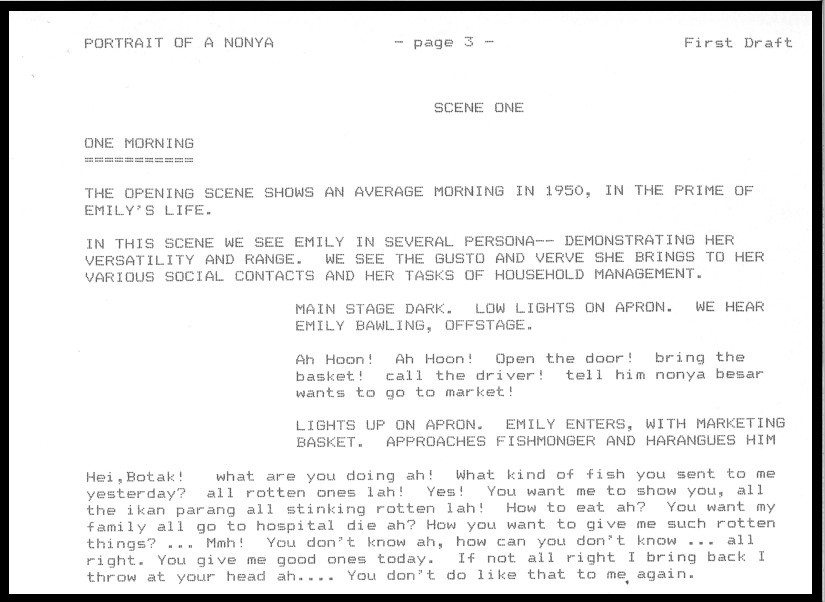 PORTRAIT OF A NONYA - page 3 - First Draft
SCENE ONE
ONE MORNING
===========
THE OPENING SCENE SHOWS AN AVERAGE MORNING IN 1950, IN THE PRIME OF
EMILY'S LIFE.
IN THIS SCENE WE SEE EMILY IN SEVERAL PERSONA-- DEMONSTRATING HER
VERSATILITY AND RANGE. WE SEE THE GUSTO AND VERVE SHE BRINGS TO HER
VARIOUS SOCIAL CONTACTS AND HER TASKS OF HOUSEHOLD MANAGEMENT.
MAIN STAGE DARK. LOW LIGHTS ON APRON. WE HEAR
EMILY BAWLING, OFFSTAGE.
Ah Hoon! Ah Hoon! Open the door! bring the
basket! call the driver! tell him nonya besar
wants to go to market!
LIGHTS UP ON APRON. EMILY ENTERS, WITH MARKETING
BASKET. APPROACHES FISHMONGER AND HARANGUES HIM
Hei,Botak! what are you doing ah! What kind of fish you sent to me
yesterday? all rotten ones lah! Yes! You want me to show you, all
the ikan parang all stinking rotten lah! How to eat ah? You want my
family all go to hospital die ah? How you want to give me such rotten
things? ... Mmh! You don't know ah, how can you don't know ... all
right. You give me good ones today. If not all right I bring back I
throw at your head ah.... You don't do like that to me again.